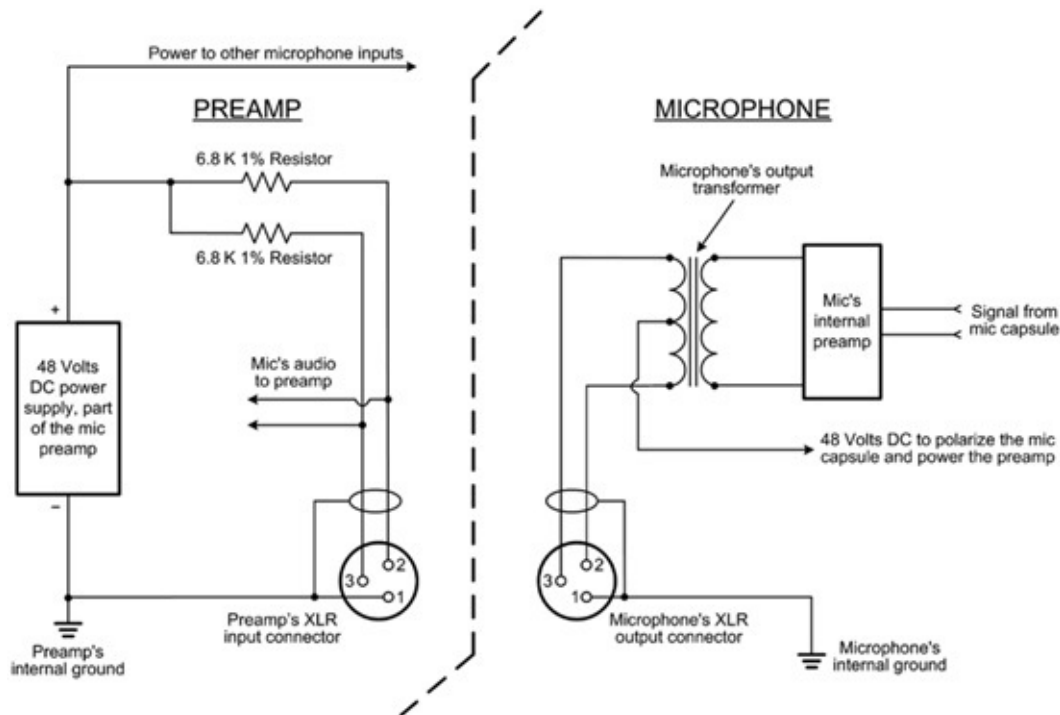 Power to other microphone inputs
PREAMP
6.8 K 1% Resistor
6.8 K 1% Resistor
+
48 Volts
DC power
supply, part
of the mic
preamp
−
Mic's audio
to preamp
3
2
1
Preamp's XLR
input connector
Preamp's
internal ground
MICROPHONE
Microphone's output
transformer
Mic's
internal
preamp
Signal from
mic capsule
48 Volts DC to polarize the mic
capsule and power the preamp
3
2
1
Microphone's XLR
output connector
Microphone's
internal ground